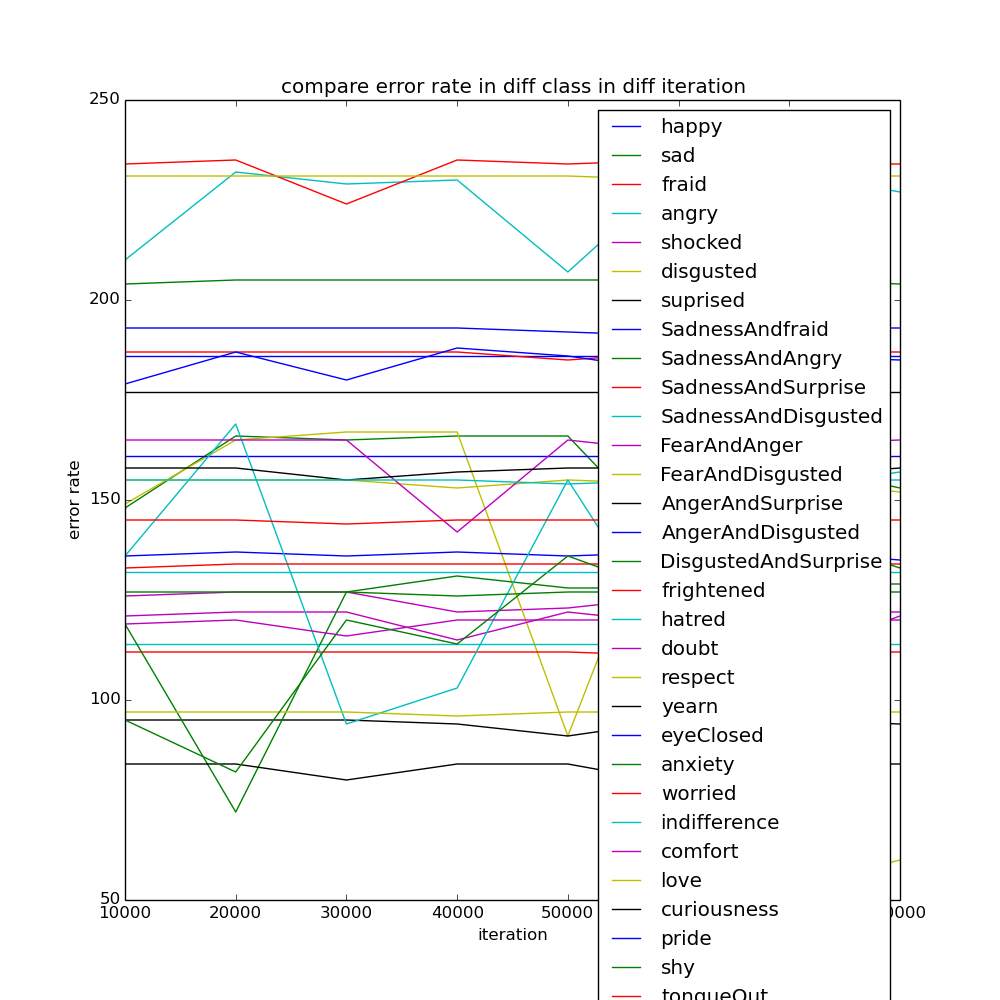 compare error rate in diff class in diff iteration
250
200
150
100
50
error rate
10000
20000
30000
40000
50000
0000
iteration
happy
sad
fraid
angry
shocked
disgusted
suprised
SadnessAndfraid
SadnessAndAngry
SadnessAndSurprise
SadnessAndDisgusted
FearAndAnger
FearAndDisgusted
AngerAndSurprise
AngerAndDisgusted
DisgustedAndSurprise
frightened
hatred
doubt
respect
yearn
eyeClosed
anxiety
worried
indifference
comfort
love
curiousness
pride
shy
tongueOut